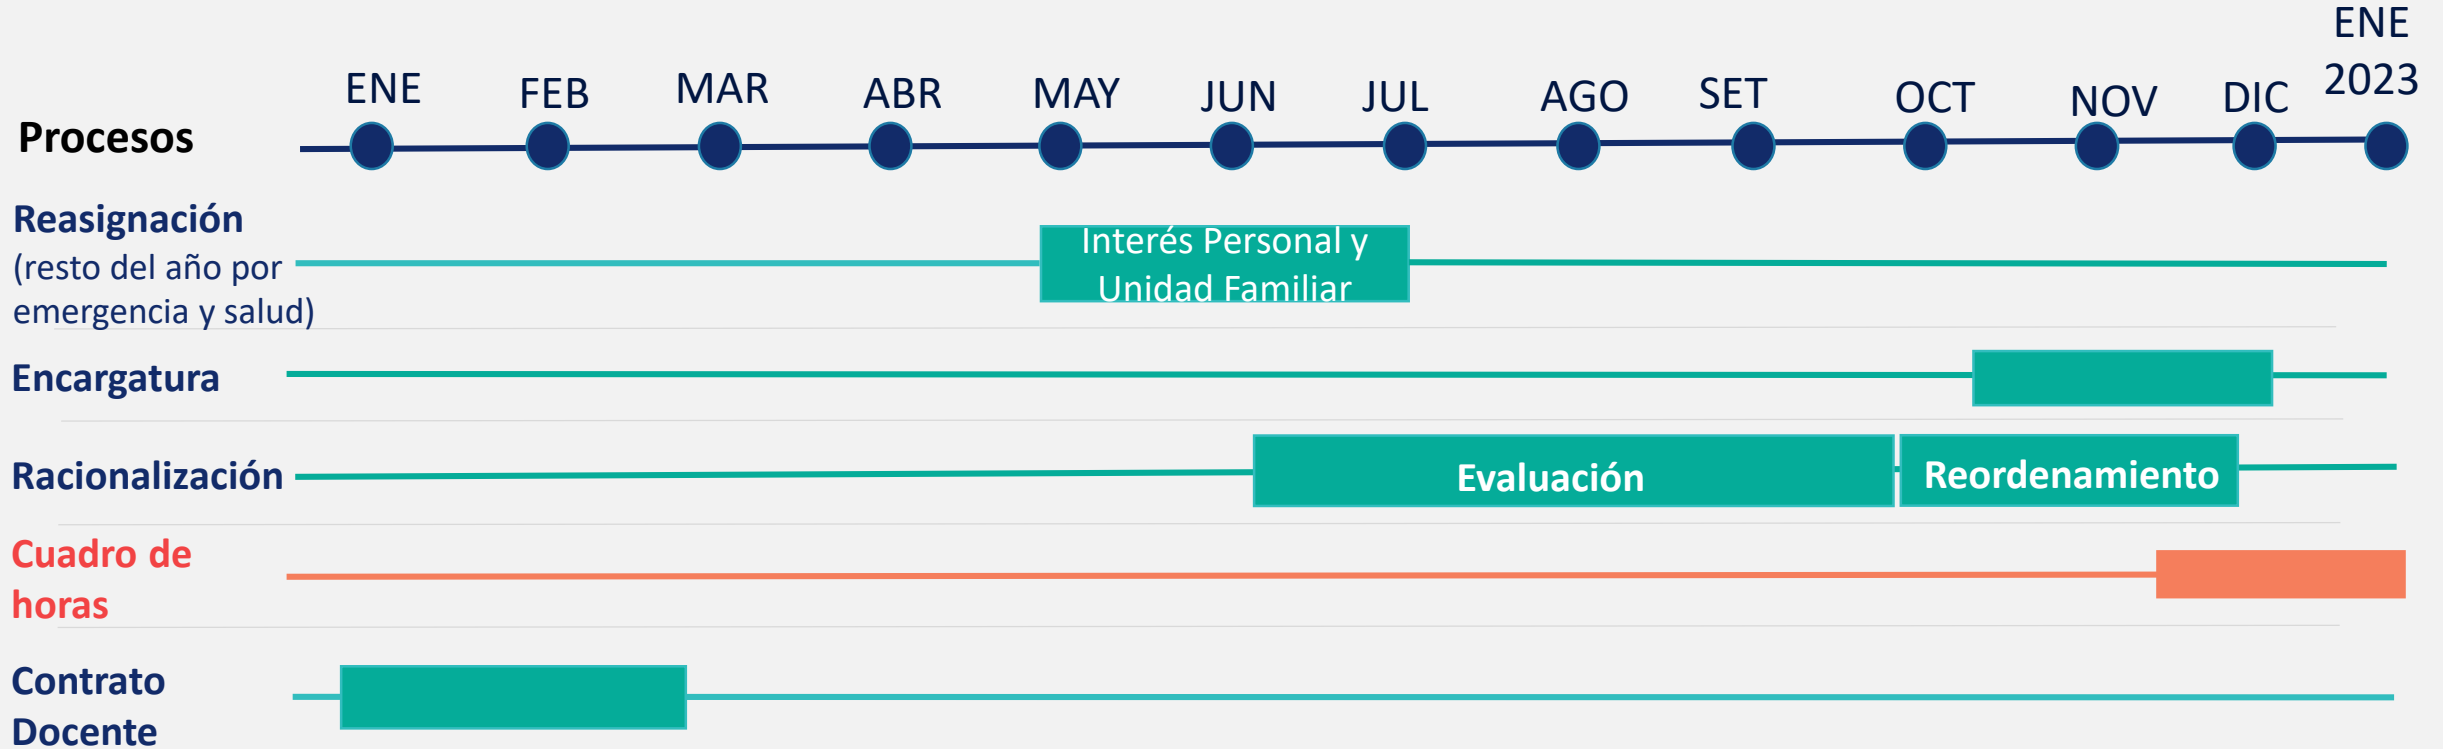 ENE
2023
ENE
FEB
MAR
ABR
MAY
JUN
JUL
AGO
SET
OCT
NOV
DIC
Procesos
Reasignación
(resto del año por
emergencia y salud)
Interés Personal y
Unidad Familiar
Encargatura
Racionalización
Evaluación
Reordenamiento
Cuadro de
horas
Contrato
Docente